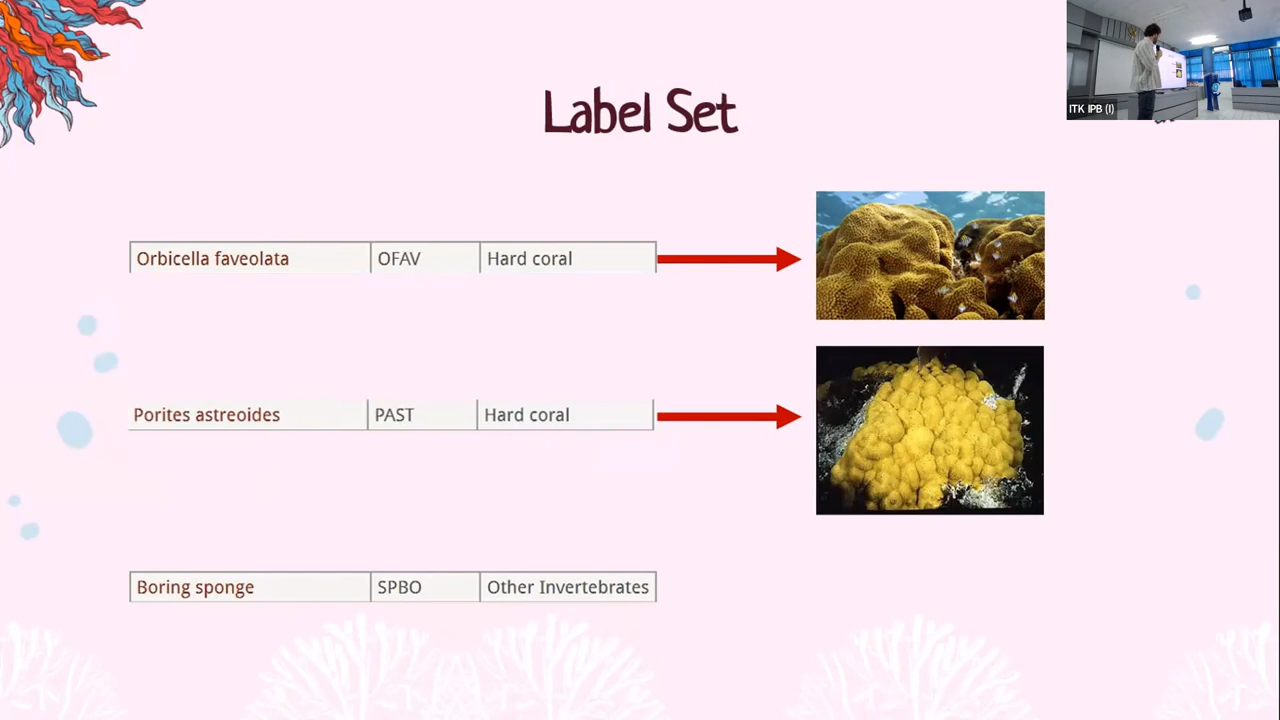 Label Set
ITK IPB (I)
Orbicella faveolata OFAV Hard coral
Porites astreoides PAST Hard coral
Boring sponge SPBO Other Invertebrates